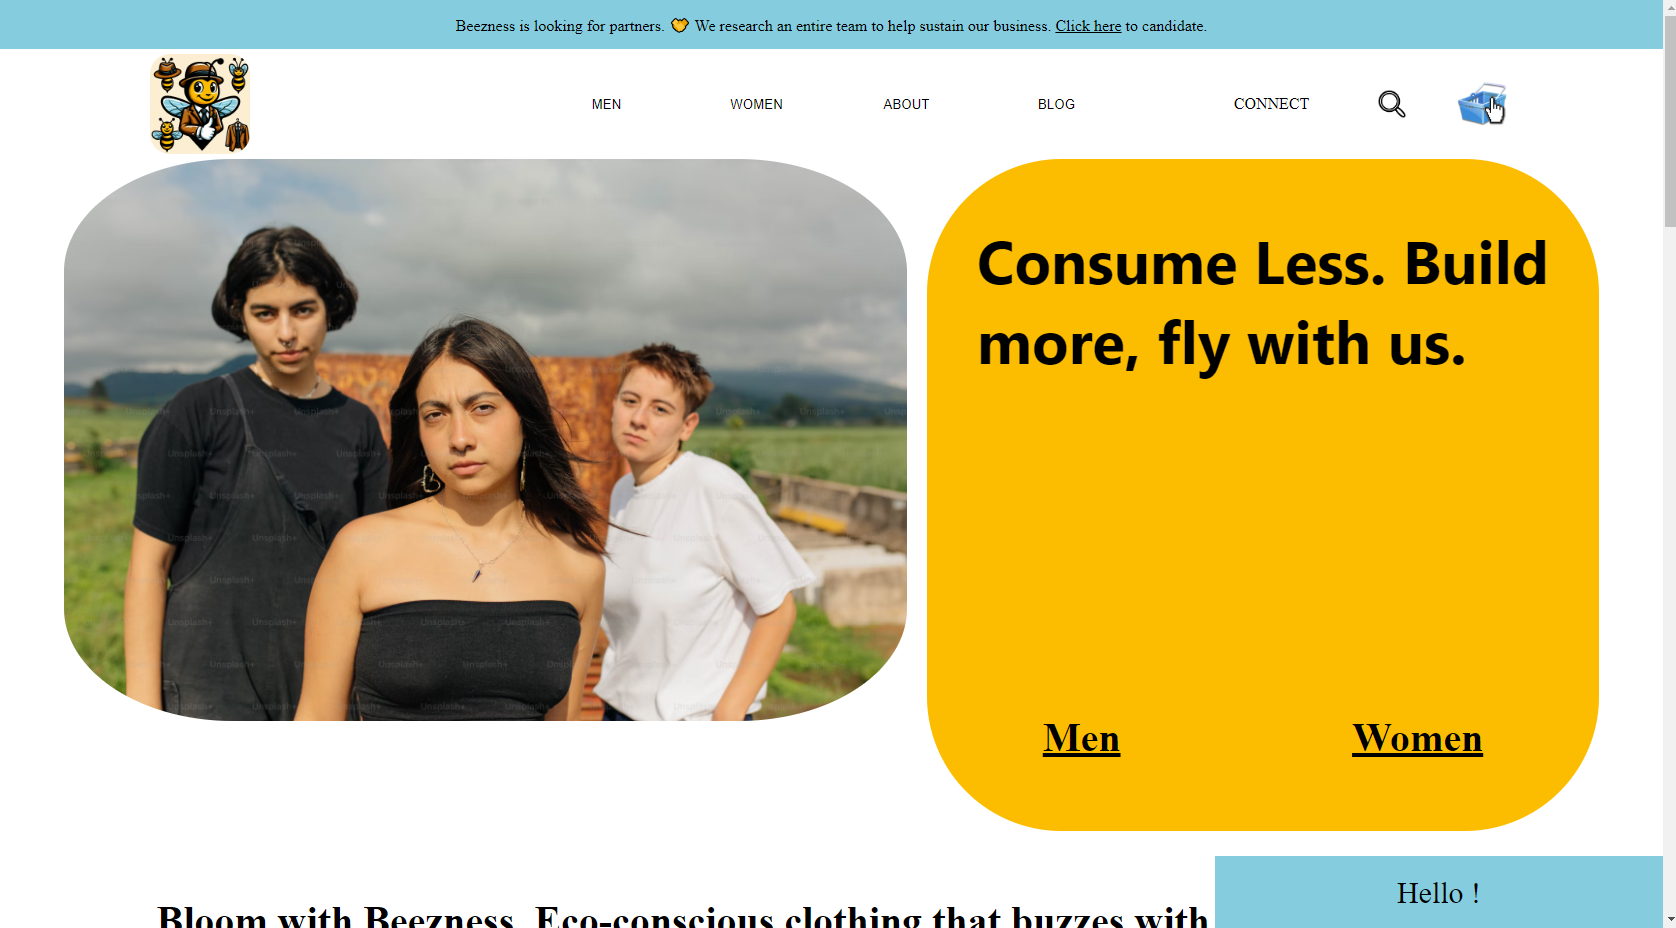 Beezness is looking for partners. We research an entire team to help sustain our business. Click here to candidate.
MEN WOMEN ABOUT BLOG CONNECT
Consume Less. Build
more, fly with us.
Unsplash+
Men Women
Hello !
Bloom with Beezness. Eco-conscious clothing that buzzes with